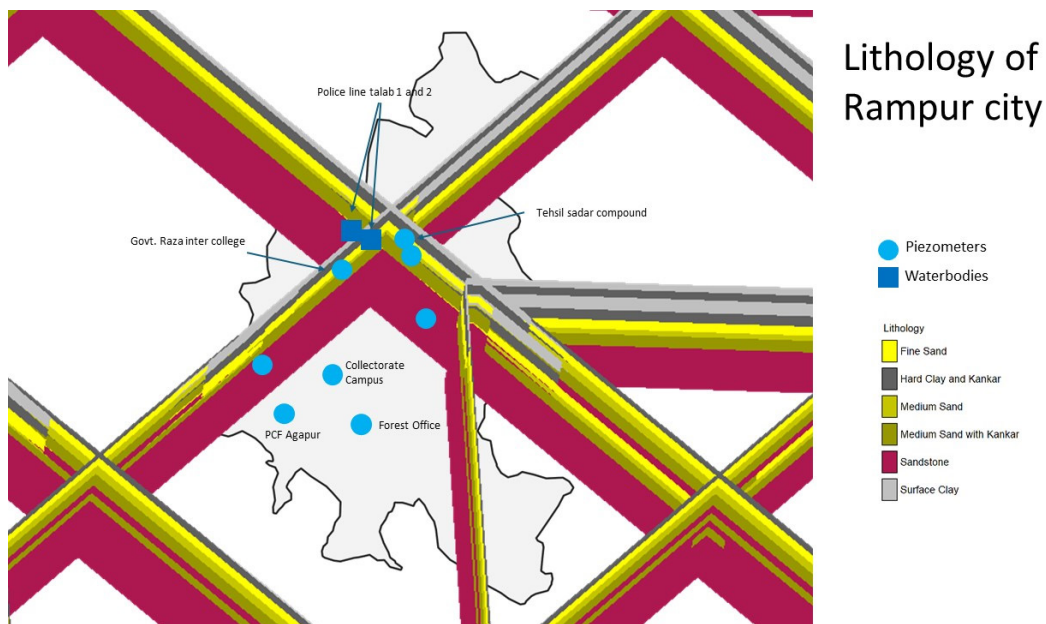 Lithology of
Rampur city
Police line talab 1 and 2
Tehsil sadar compound
Govt. Raza inter college
Collectorate
Campus
PCF Agapur
Forest Office
Piezometers
Waterbodies
Lithology
Fine Sand
Hard Clay and Kankar
Medium Sand
Medium Sand with Kankar
Sandstone
Surface Clay